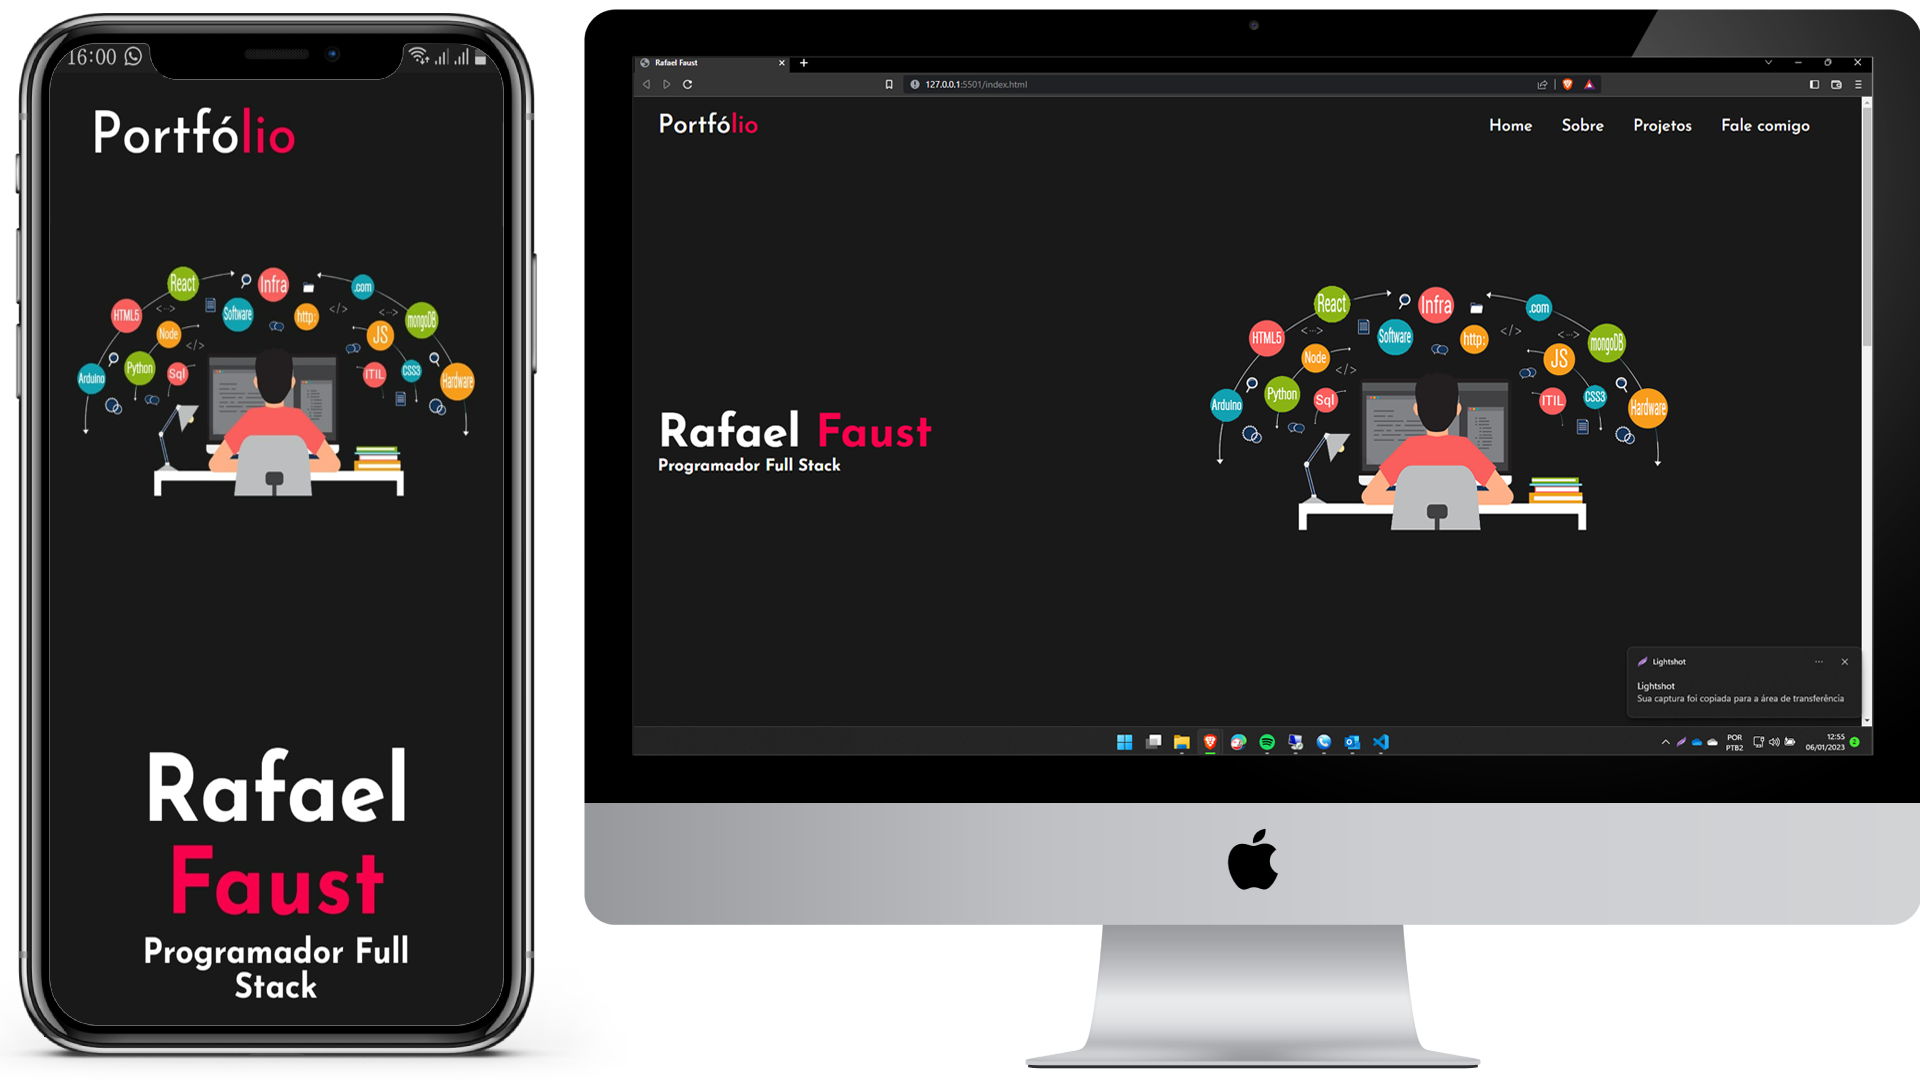 16:00
Portfólio
React
Infra
.com
HTML5
Software
http:
mongoDB
Node
JS
</>
</>
Python
Sql
ITIL
CSS3
Arduino
Hardware
Rafael
Faust
Programador Full
Stack
Rafael Faust
127.0.0.1:5501/index.html
Portfólio
Home Sobre Projetos Fale comigo
React
Infra
.com
HTML5
Software
http:
</>
mongoDB
Node
JS
</>
Python
Sql
ITIL
CSS3
Arduino
Hardware
Rafael Faust
Programador Full Stack
Lightshot
Lightshot
Sua captura foi copiada para a área de transferência
POR
PTB2
12:55
06/01/2023
2